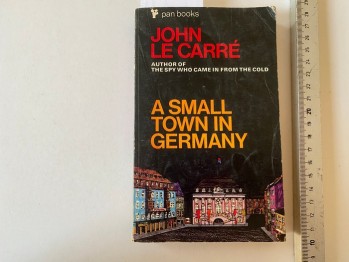 pan books
JOHN
LE CARRÉ
AUTHOR OF
THE SPY WHO CAME IN FROM THE COLD
A SMALL
TOWN IN
GERMANY